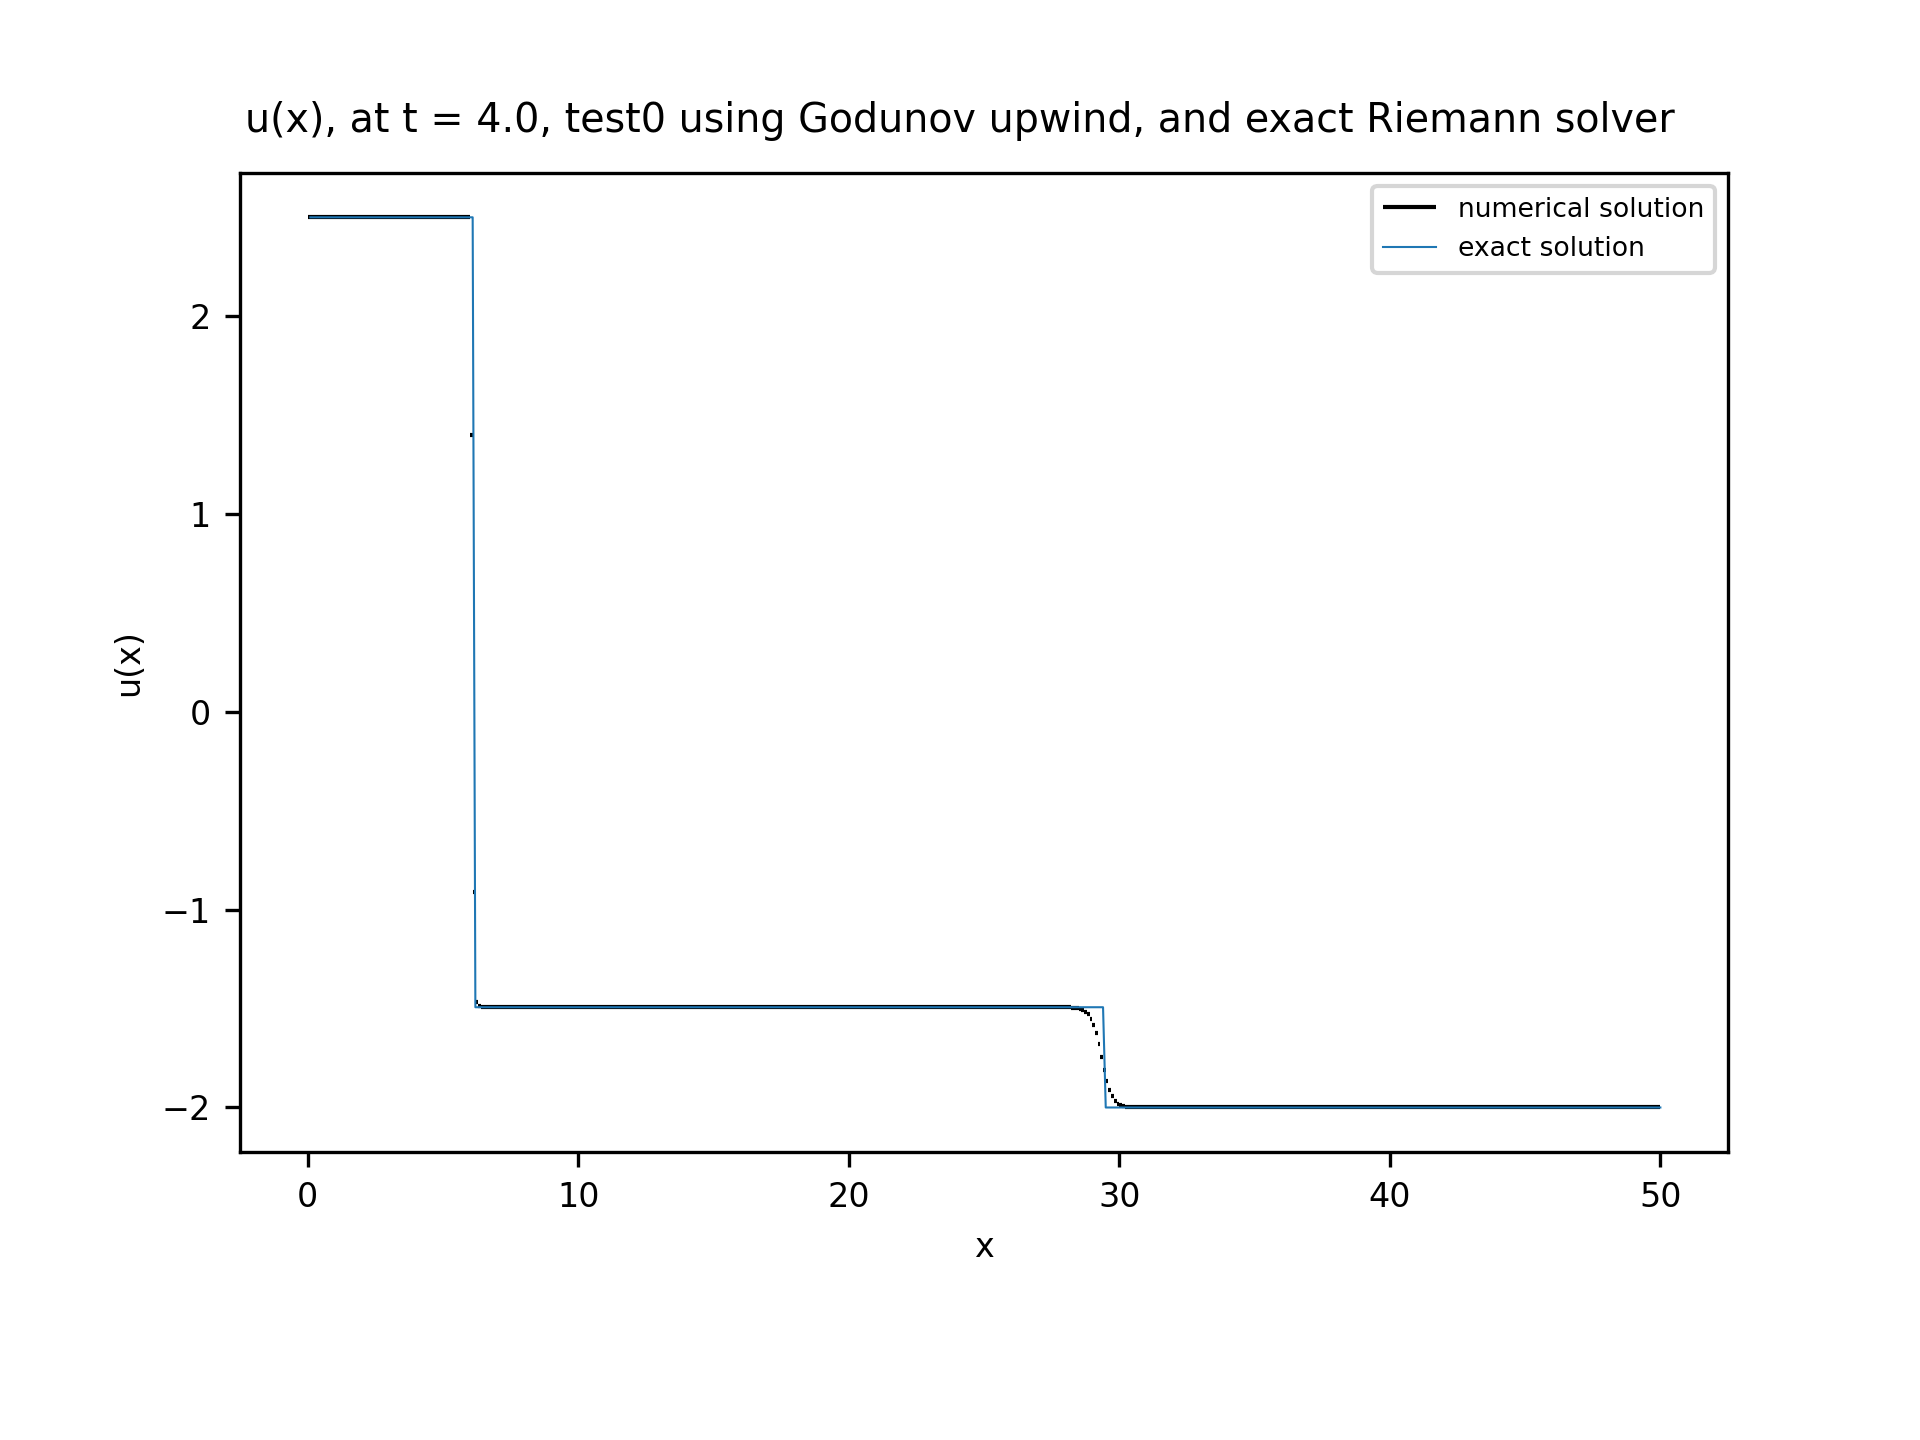 u(x), at t = 4.0, test0 using Godunov upwind, and exact Riemann solver
numerical solution
exact solution
2
1
0
−1
−2
u(x)
0 10 20 30 40 50
x